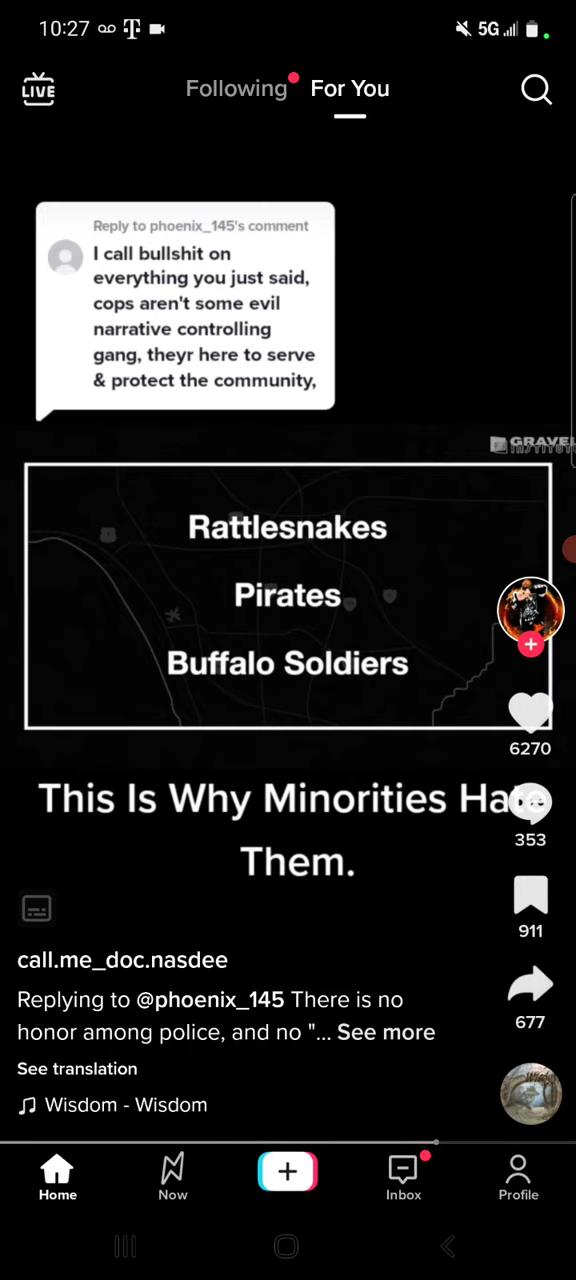 10:27
5G
LIVE
Following
For You
Reply to phoenix_145's comment
I call bullshit on
everything you just said,
cops aren't some evil
narrative controlling
gang, theyr here to serve
& protect the community,
GRAVEL
INSTITUTE
Rattlesnakes
Pirates
Buffalo Soldiers
6270
This Is Why Minorities Hate
Them.
353
911
call.me_doc.nasdee
Replying to @phoenix_145 There is no
honor among police, and no "... See more
677
See translation
Wisdom - Wisdom
Home
Now
Inbox
Profile